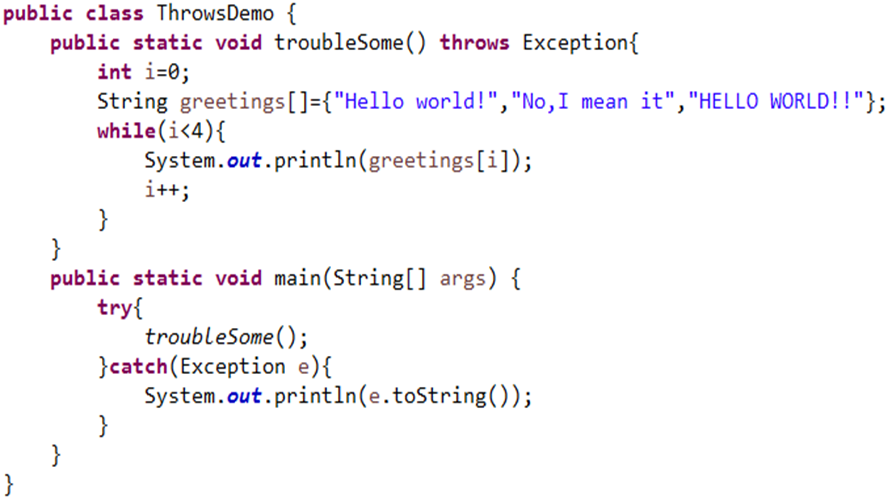 public class ThrowsDemo {
    public static void troubleSome() throws Exception{
        int i=0;
        String greetings[]={"Hello world!","No,I mean it","HELLO WORLD!!"};
        while(i<4){
            System.out.println(greetings[i]);
            i++;
        }
    }
    public static void main(String[] args) {
        try{
            troubleSome();
        }catch(Exception e){
            System.out.println(e.toString());
        }
    }
}